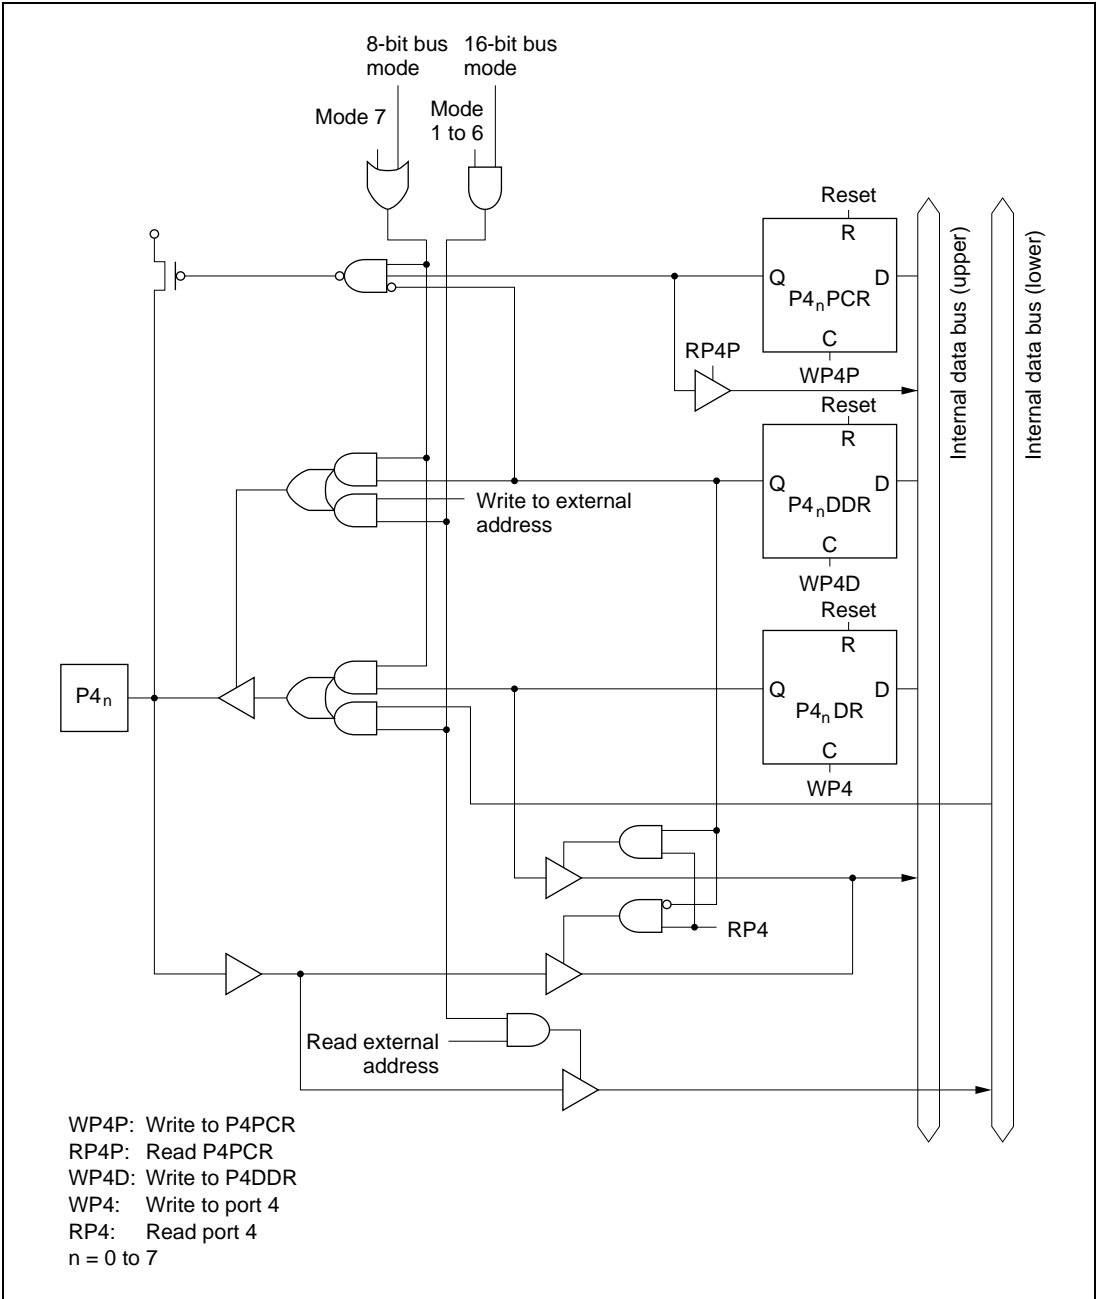 8-bit bus mode
16-bit bus mode
Mode 7
Mode 1 to 6
Reset
R
Q
D
P4nPCR
C
WP4P
RP4P
Internal data bus (upper)
Internal data bus (lower)
Reset
R
Q
D
P4nDDR
C
WP4D
Write to external
address
Reset
R
Q
D
P4n DR
C
WP4
P4n
RP4
Read external
address
WP4P: Write to P4PCR
RP4P: Read P4PCR
WP4D: Write to P4DDR
WP4: Write to port 4
RP4: Read port 4
n = 0 to 7